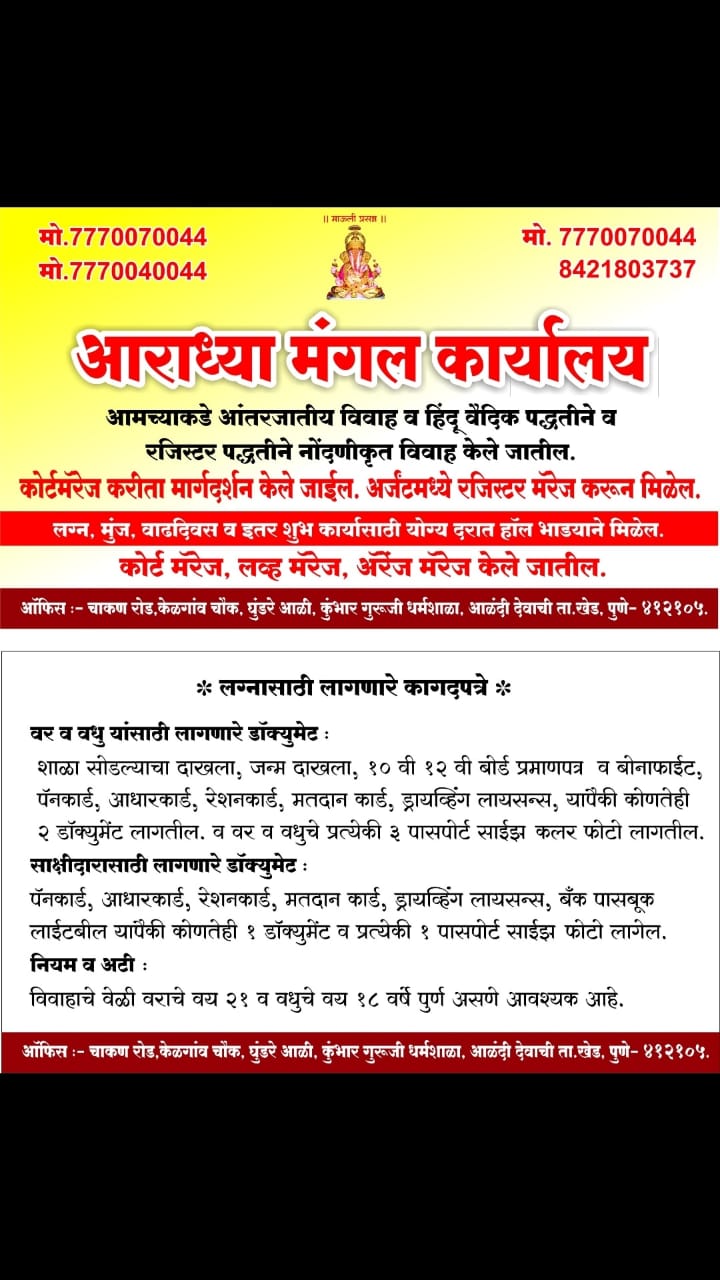 || माऊली प्रसन्न ||
मो.7770070044
मो.7770040044
मो. 7770070044
8421803737
आराध्या मंगल कार्यालय
आमच्याकडे आंतरजातीय विवाह व हिंदू वैदिक पद्धतीने व
रजिस्टर पद्धतीने नोंदणीकृत विवाह केले जातील.
कोर्टमॅरेज करीता मार्गदर्शन केले जाईल. अर्जंटमध्ये रजिस्टर मॅरेज करून मिळेल.
लग्न, मुंज, वाढदिवस व इतर शुभ कार्यासाठी योग्य दरात हॉल भाडयाने मिळेल.
कोर्ट मॅरेज, लव्ह मॅरेज, ॲरेंज मॅरेज केले जातील.
ऑफिस :- चाकण रोड,केळगांव चौक, घुंडरे आळी, कुंभार गुरूजी धर्मशाळा, आळंदी देवाची ता.खेड, पुणे- ४१२१०५.
* लग्नासाठी लागणारे कागदपत्रे *
वर व वधु यांसाठी लागणारे डॉक्युमेट :
शाळा सोडल्याचा दाखला, जन्म दाखला, १० वी १२ वी बोर्ड प्रमाणपत्र व बोनाफाईट,
पॅनकार्ड, आधारकार्ड, रेशनकार्ड, मतदान कार्ड, ड्रायव्हिंग लायसन्स, यापैकी कोणतेही
२ डॉक्युमेंट लागतील. व वर व वधुचे प्रत्येकी ३ पासपोर्ट साईझ कलर फोटो लागतील.
साक्षीदारासाठी लागणारे डॉक्युमेट :
पॅनकार्ड, आधारकार्ड, रेशनकार्ड, मतदान कार्ड, ड्रायव्हिंग लायसन्स, बँक पासबूक
लाईटबील यापैकी कोणतेही १ डॉक्युमेंट व प्रत्येकी १ पासपोर्ट साईझ फोटो लागेल.
नियम व अटी :
विवाहाचे वेळी वराचे वय २१ व वधुचे वय १८ वर्षे पुर्ण असणे आवश्यक आहे.
ऑफिस :- चाकण रोड,केळगांव चौक, घुंडरे आळी, कुंभार गुरूजी धर्मशाळा, आळंदी देवाची ता.खेड, पुणे- ४१२१०५.